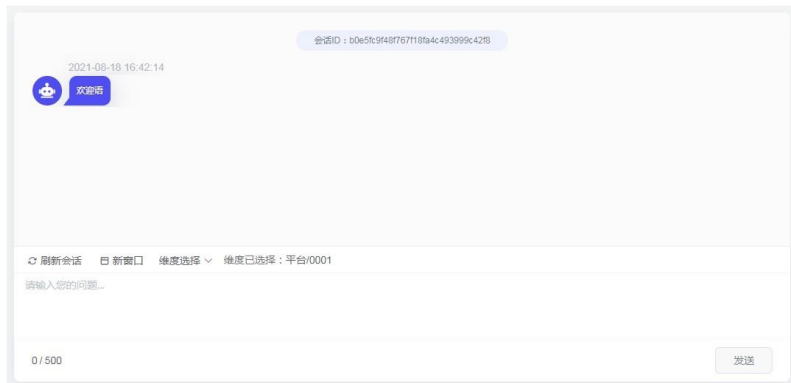 会话ID：b0e5fc9f48f767f118fa4c493999c42f8
2021-08-18 16:42:14
欢迎语
刷新会话 新窗口 维度选择 维度已选择：平台/0001
请输入您的问题...
0 / 500 发送